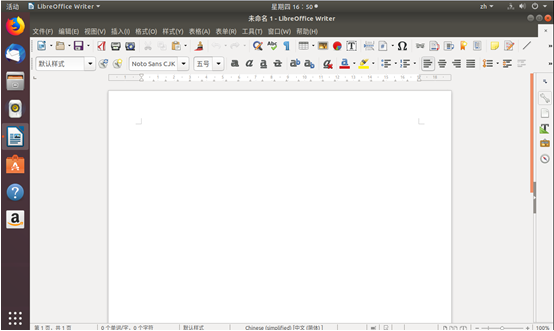 活动 LibreOffice Writer 星期四 16：50 zh
未命名 1 - LibreOffice Writer
文件(F) 编辑(E) 视图(V) 插入(I) 格式(O) 样式(Y) 表格(A) 表单(R) 工具(T) 窗口(W) 帮助(H)
默认样式 Noto Sans CJK 五号
第 1 页，共 1 页 0 个单词/字，0 个字符 默认样式 Chinese (simplified) [中文 (简体)] 100%